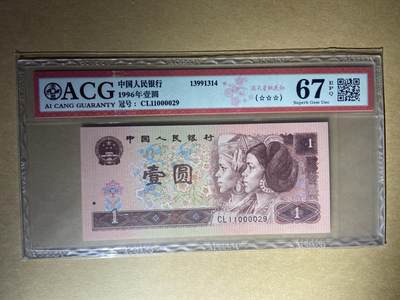 ACG
AI CANG GUARANTY
中国人民银行
1996年壹圆
冠号: CL11000029
13991314
(☆☆☆)
67
EPQ
Superb Gem Unc
中国人民银行
1
壹圆
1
CL11000029
1